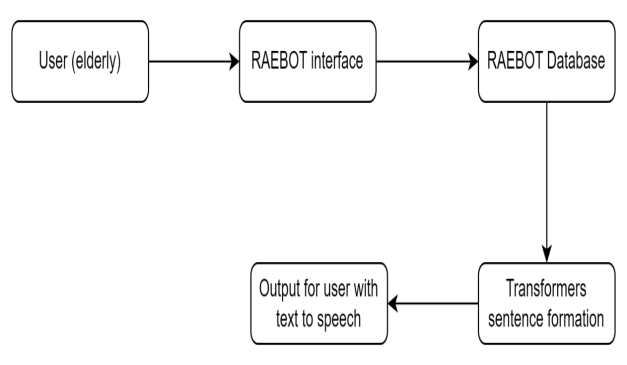 User (elderly)
RAEBOT interface
RAEBOT Database
Transformers
sentence formation
Output for user with
text to speech